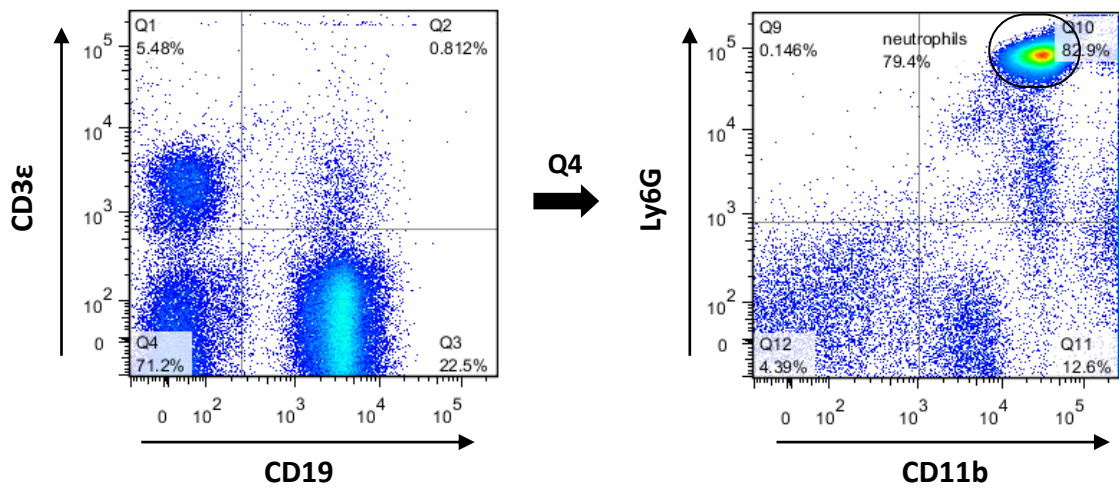 Q1
5.48%
Q2
0.812%
10^5
10^4
10^3
10^2
0
Q4
71.2%
Q3
22.5%
0
10^2
10^3
10^4
10^5
CD3ε
CD19
Q4
Q9
0.146%
neutrophils
79.4%
Q10
82.9%
10^5
10^4
10^3
10^2
0
Q12
4.39%
Q11
12.6%
0
10^2
10^3
10^4
10^5
Ly6G
CD11b